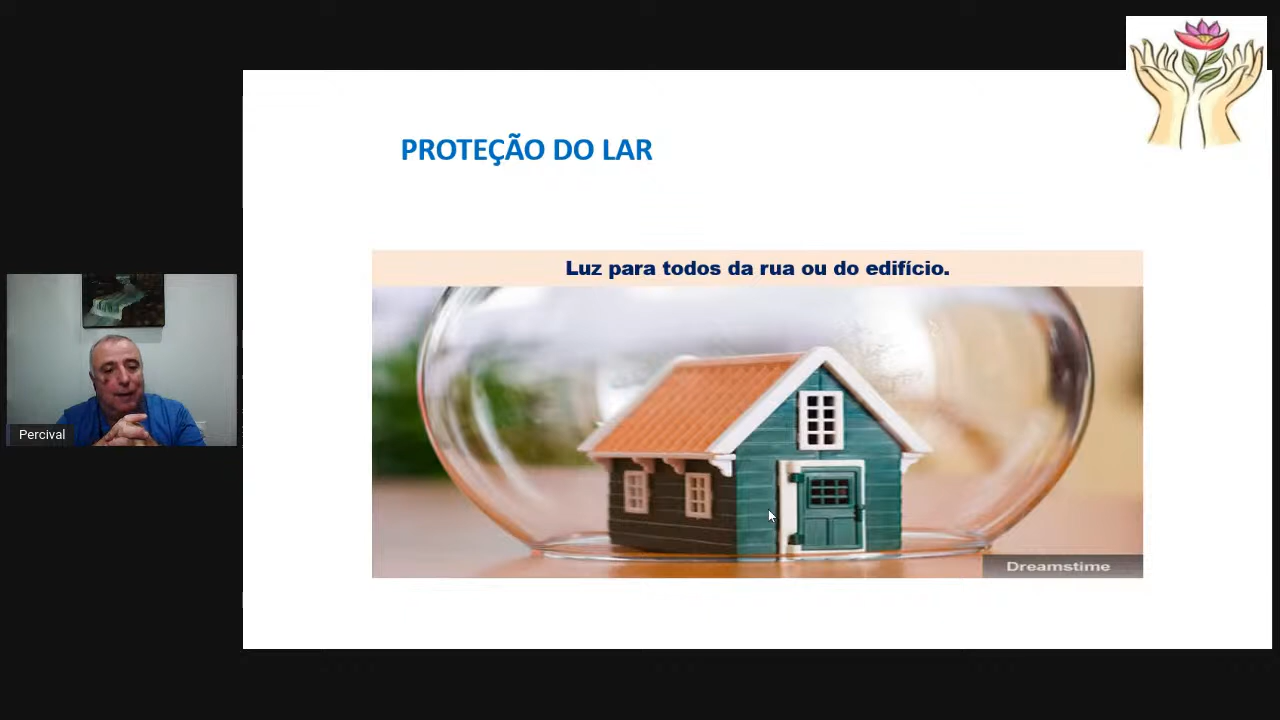 PROTEÇÃO DO LAR
Luz para todos da rua ou do edifício.
Percival
Dreamstime